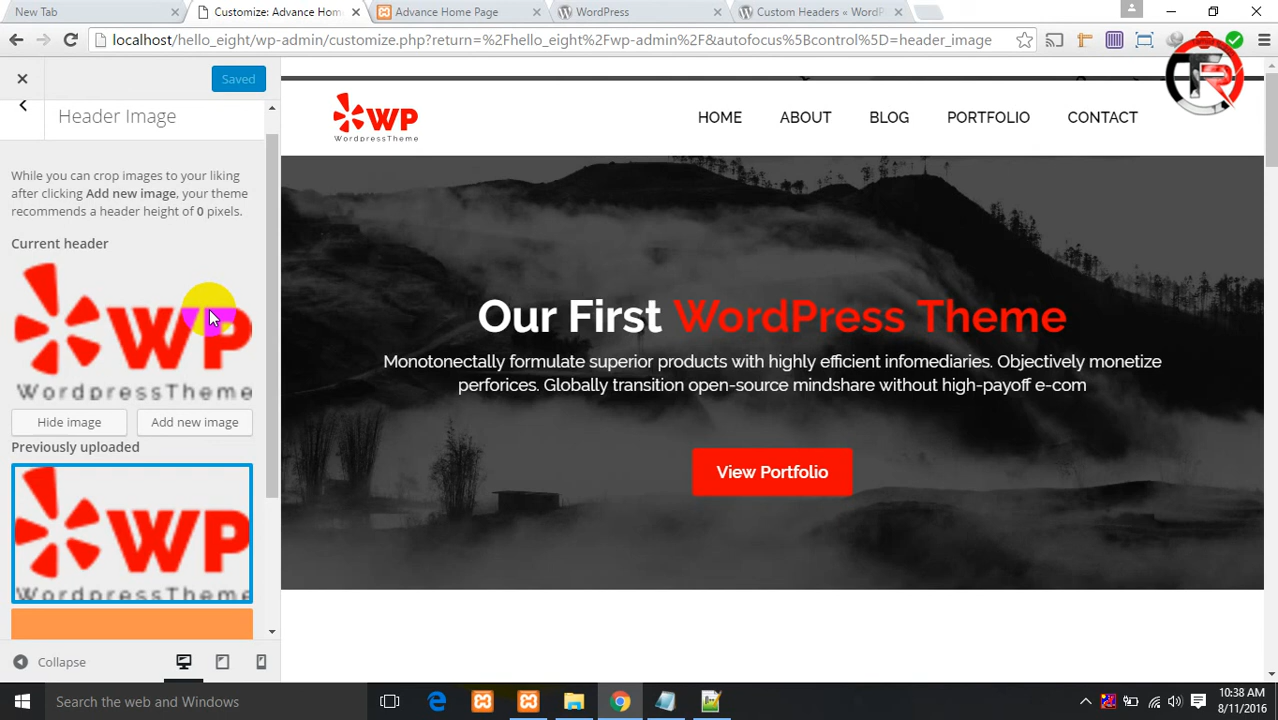 New Tab
Customize: Advance Hom
Advance Home Page
WordPress
Custom Headers « WordP
localhost/hello_eight/wp-admin/customize.php?return=%2Fhello_eight%2Fwp-admin%2F&autofocus%5Bcontrol%5D=header_image
Saved
Header Image
While you can crop images to your liking
after clicking Add new image, your theme
recommends a header height of 0 pixels.
Current header
WP
WordpressTheme
Hide image
Add new image
Previously uploaded
WP
WordpressTheme
Collapse
WP
WordpressTheme
HOME
ABOUT
BLOG
PORTFOLIO
CONTACT
Our First WordPress Theme
Monotonectally formulate superior products with highly efficient infomediaries. Objectively monetize
perforices. Globally transition open-source mindshare without high-payoff e-com
View Portfolio
Search the web and Windows
10:38 AM
8/11/2016